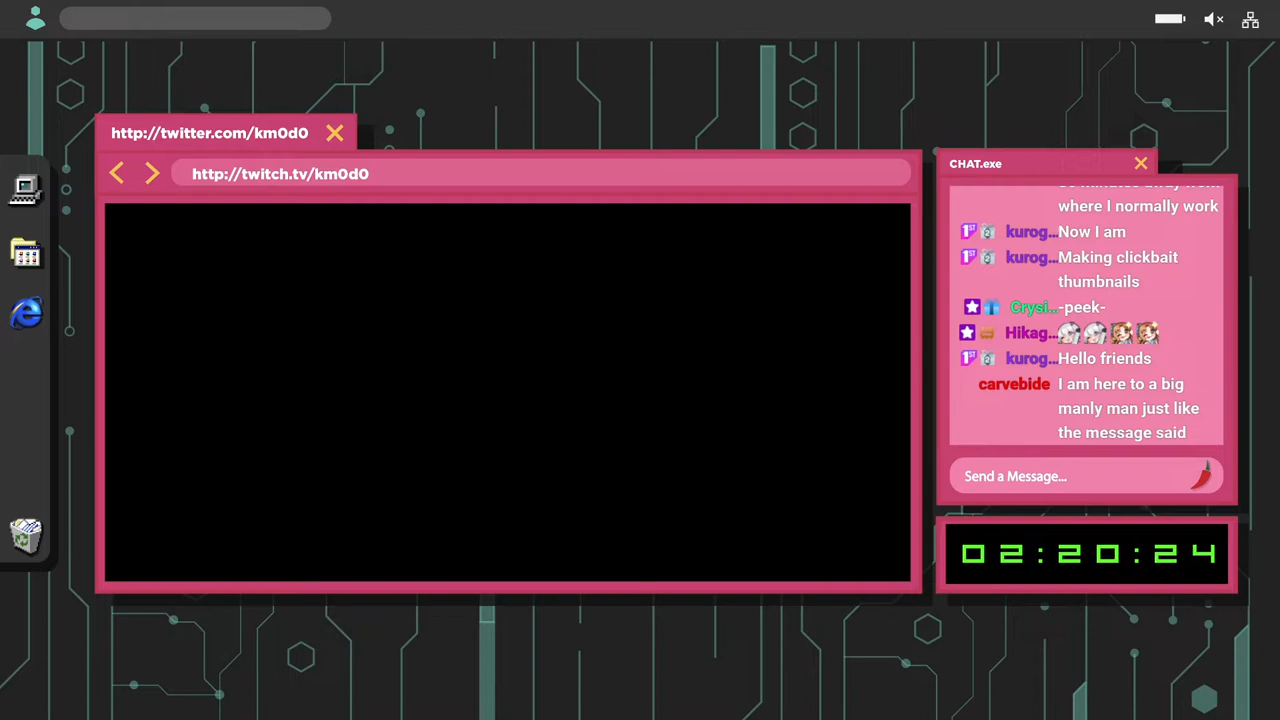 http://twitter.com/km0d0
http://twitch.tv/km0d0
CHAT.exe
where I normally work
kurog... Now I am
kurog... Making clickbait
thumbnails
Crysi... -peek-
Hikag...
kurog... Hello friends
carvebide I am here to a big
manly man just like
the message said
Send a Message...
02:20:24